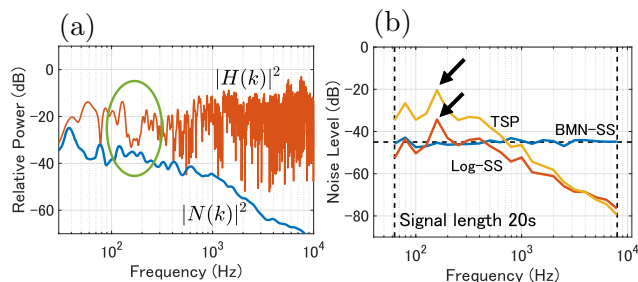 (a)
Relative Power (dB)
0
-20
-40
-60
|H(k)|²
|N(k)|²
10² 10³ 10⁴
Frequency (Hz)
(b)
Noise Level (dB)
0
-20
-40
-60
-80
TSP
BMN-SS
Log-SS
Signal length 20s
10² 10³ 10⁴
Frequency (Hz)